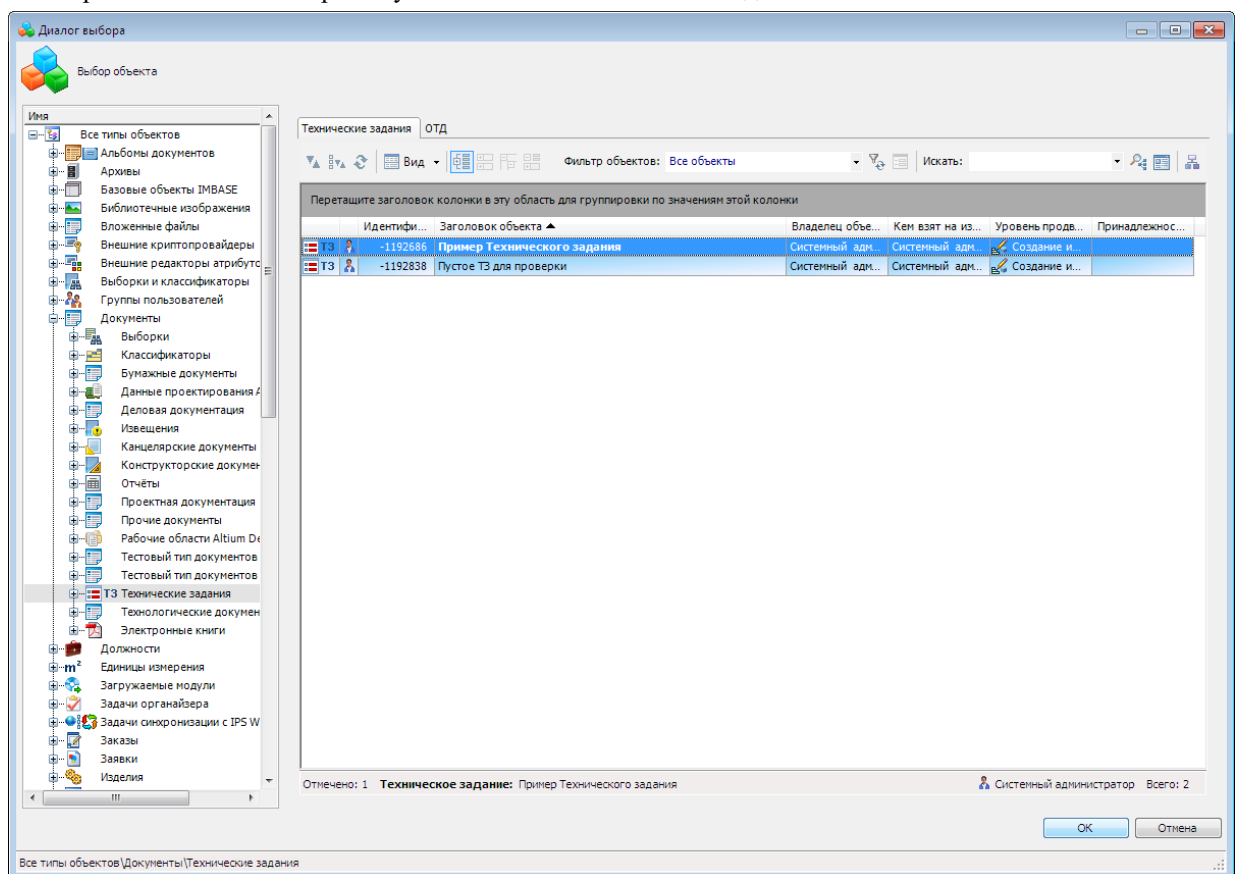 Диалог выбора
Выбор объекта
Имя
Все типы объектов
Альбомы документов
Архивы
Базовые объекты IMBASE
Библиотечные изображения
Вложенные файлы
Внешние криптопровайдеры
Внешние редакторы атрибутс
Выборки и классификаторы
Группы пользователей
Документы
Выборки
Классификаторы
Бумажные документы
Данные проектирования A
Деловая документация
Извещения
Канцелярские документы
Конструкторские докумен
Отчёты
Проектная документация
Прочие документы
Рабочие области Altium De
Тестовый тип документов
Тестовый тип документов
ТЗ Технические задания
Технологические докумен
Электронные книги
Должности
m² Единицы измерения
Загружаемые модули
Задачи органайзера
Задачи синхронизации с IPS W
Заказы
Заявки
Изделия
Технические задания ОТД
Вид Фильтр объектов: Все объекты Искать:
Перетащите заголовок колонки в эту область для группировки по значениям этой колонки
Идентифи... Заголовок объекта Владелец объе... Кем взят на из... Уровень продв... Принадлежнос...
ТЗ -1192686 Пример Технического задания Системный адм... Системный адм... Создание и...
ТЗ -1192838 Пустое ТЗ для проверки Системный адм... Системный адм... Создание и...
Отмечено: 1 Техническое задание: Пример Технического задания Системный администратор Всего: 2
OK Отмена
Все типы объектов\Документы\Технические задания